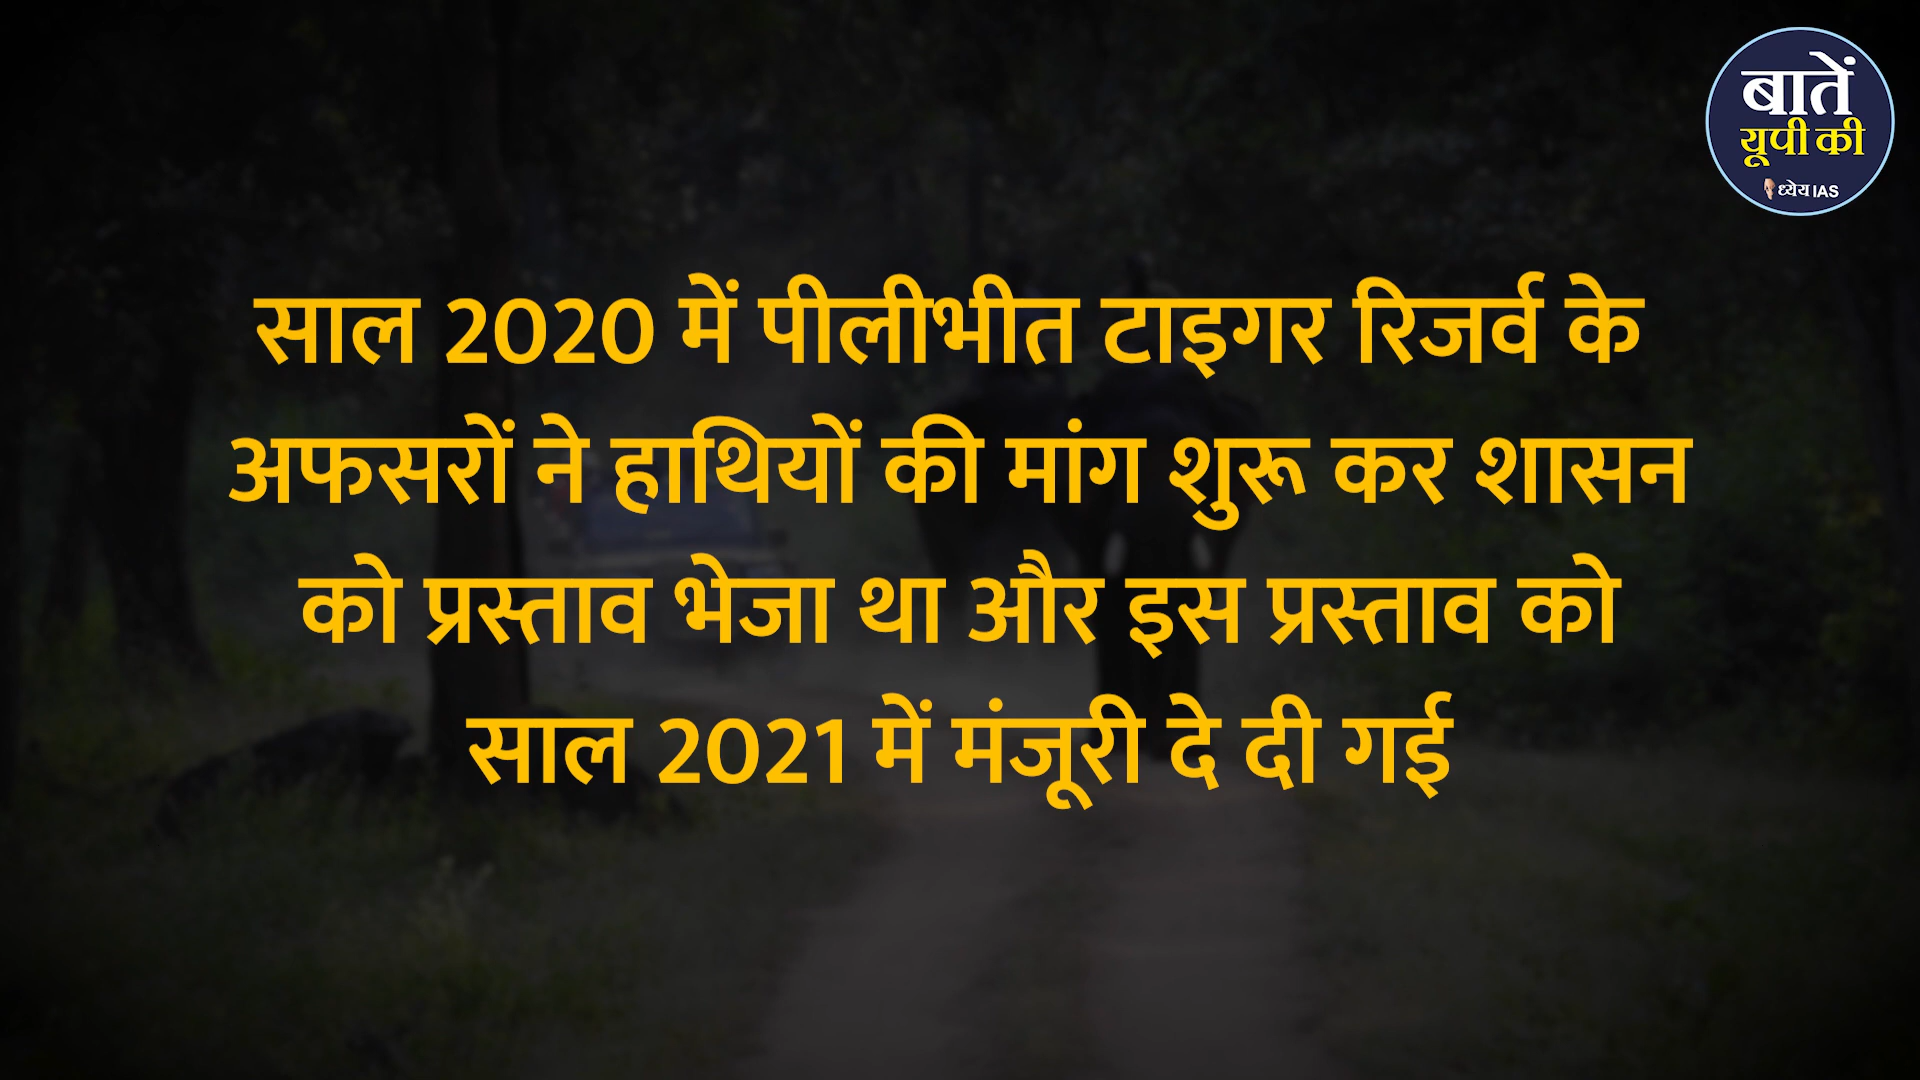 बातें
यूपी की
ध्येय IAS
साल 2020 में पीलीभीत टाइगर रिजर्व के
अफसरों ने हाथियों की मांग शुरू कर शासन
को प्रस्ताव भेजा था और इस प्रस्ताव को
साल 2021 में मंजूरी दे दी गई